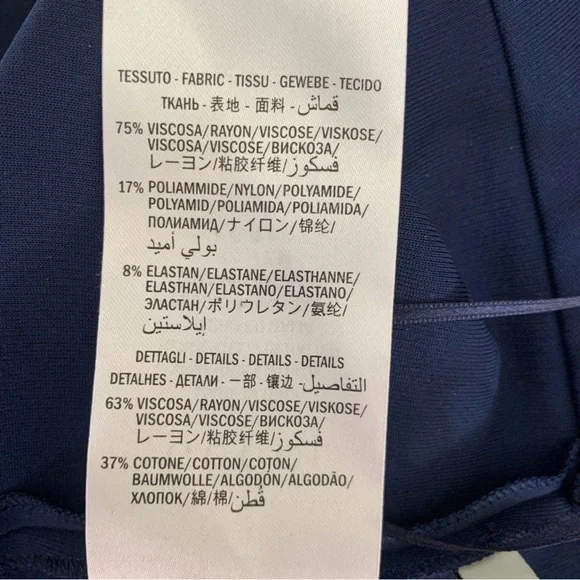 TESSUTO - FABRIC - TISSU - GEWEBE - TECIDO
ТКАНЬ - 表地 - 面料 - قماش
75% VISCOSA/RAYON/VISCOSE/VISKOSE/
VISCOSA/VISCOSE/ВИСКОЗА/
レーヨン/粘胶纤维/فسكوز
17% POLIAMMIDE/NYLON/POLYAMIDE/
POLYAMID/POLIAMIDA/POLIAMIDA/
ПОЛИАМИД/ナイロン/锦纶/
بولي أميد
8% ELASTAN/ELASTANE/ELASTHANNE/
ELASTHAN/ELASTANO/ELASTANO/
ЭЛАСТАН/ポリウレタン/氨纶/
إيلاستين
DETTAGLI - DETAILS - DETAILS - DETAILS
DETALHES - ДЕТАЛИ - 一部 - 镶边 - التفاصيل
63% VISCOSA/RAYON/VISCOSE/VISKOSE/
VISCOSA/VISCOSE/ВИСКОЗА/
レーヨン/粘胶纤维/فسكوز
37% COTONE/COTTON/COTON/
BAUMWOLLE/ALGODÓN/ALGODÃO/
ХЛОПОК/綿/棉/قُطن